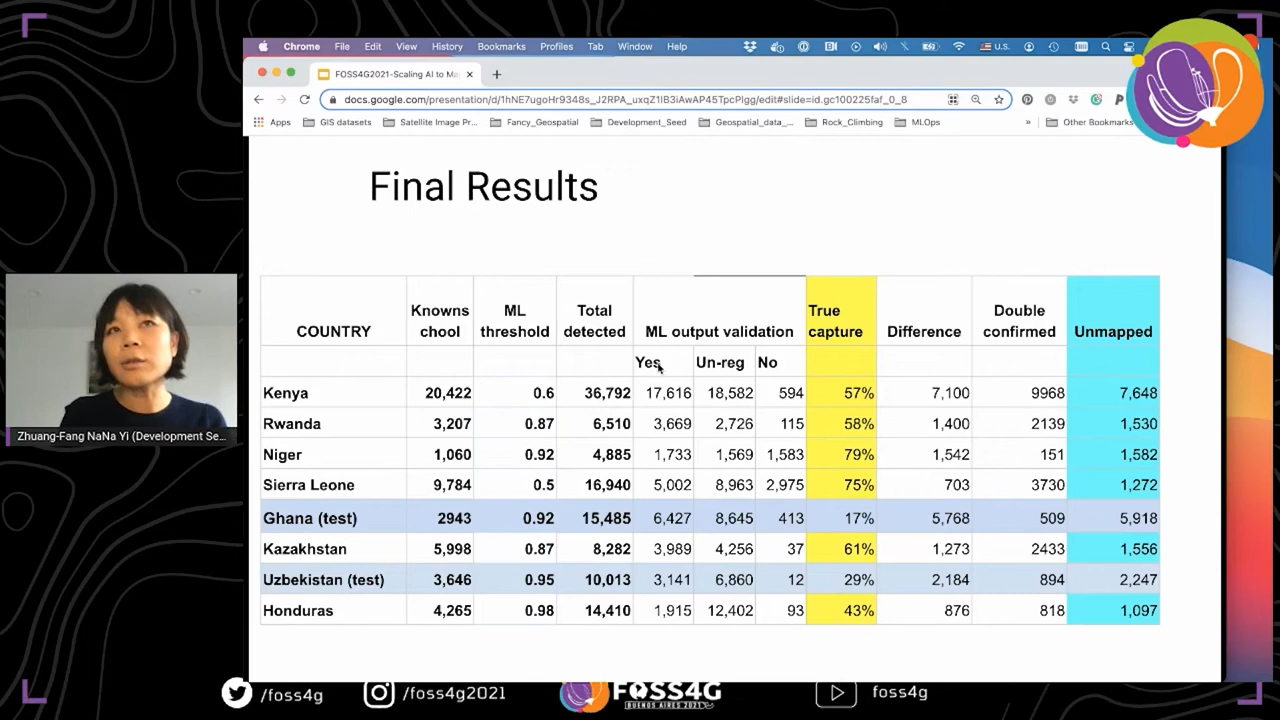 Chrome File Edit View History Bookmarks Profiles Tab Window Help U.S.
FOSS4G2021-Scaling AI to Ma
docs.google.com/presentation/d/1hNE7ugoHr9348s_J2RPA_uxqZ1lB3iAwAP45TpcPlgg/edit#slide=id.gc100225faf_0_8
Apps GIS datasets Satellite Image Pr... Fancy_Geospatial Development_Seed Geospatial_data_... Rock_Climbing MLOps » Other Bookmarks
Final Results
COUNTRY Knowns chool ML threshold Total detected ML output validation True capture Difference Double confirmed Unmapped
Yes Un-reg No
Kenya 20,422 0.6 36,792 17,616 18,582 594 57% 7,100 9968 7,648
Rwanda 3,207 0.87 6,510 3,669 2,726 115 58% 1,400 2139 1,530
Niger 1,060 0.92 4,885 1,733 1,569 1,583 79% 1,542 151 1,582
Sierra Leone 9,784 0.5 16,940 5,002 8,963 2,975 75% 703 3730 1,272
Ghana (test) 2943 0.92 15,485 6,427 8,645 413 17% 5,768 509 5,918
Kazakhstan 5,998 0.87 8,282 3,989 4,256 37 61% 1,273 2433 1,556
Uzbekistan (test) 3,646 0.95 10,013 3,141 6,860 12 29% 2,184 894 2,247
Honduras 4,265 0.98 14,410 1,915 12,402 93 43% 876 818 1,097
Zhuang-Fang NaNa Yi (Development Se...
/foss4g /foss4g2021 FOSS4G foss4g
BUENOS AIRES 2021